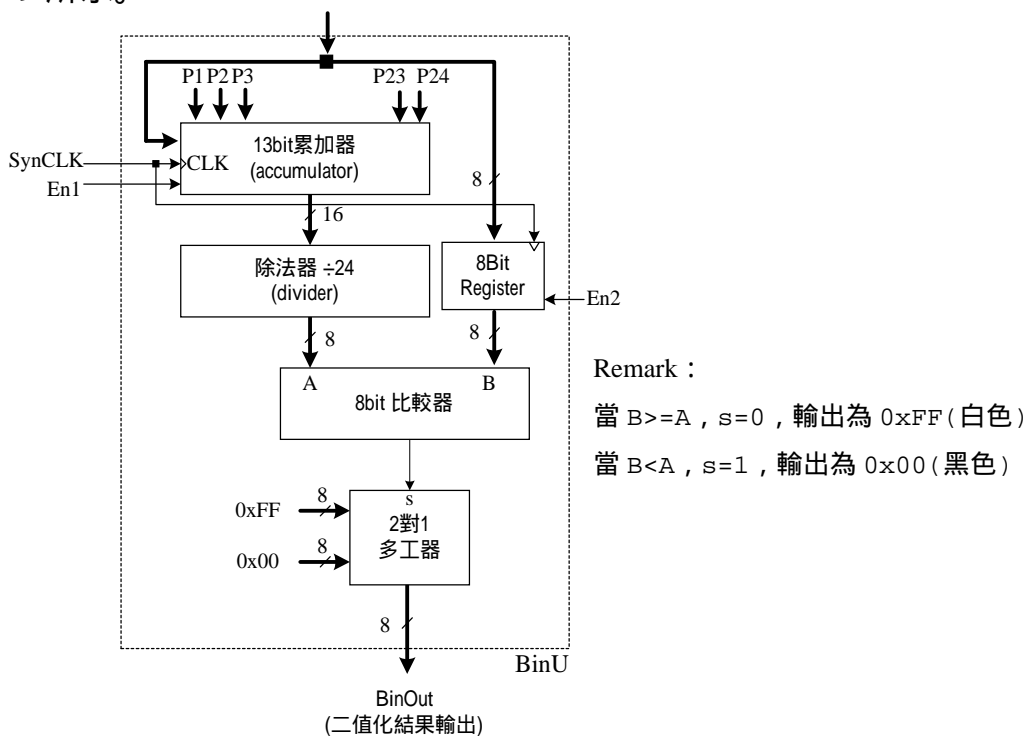 P1 P2 P3 P23 P24
13bit累加器
(accumulator)
SynCLK
CLK
En1
8
16
除法器 ÷24
(divider)
8Bit
Register
En2
8
8
A
B
8bit 比較器
Remark：
當 B>=A，s=0，輸出為 0xFF(白色)
當 B<A，s=1，輸出為 0x00(黑色)
s
0xFF
8
2對1
多工器
0x00
8
8
BinU
BinOut
(二值化結果輸出)